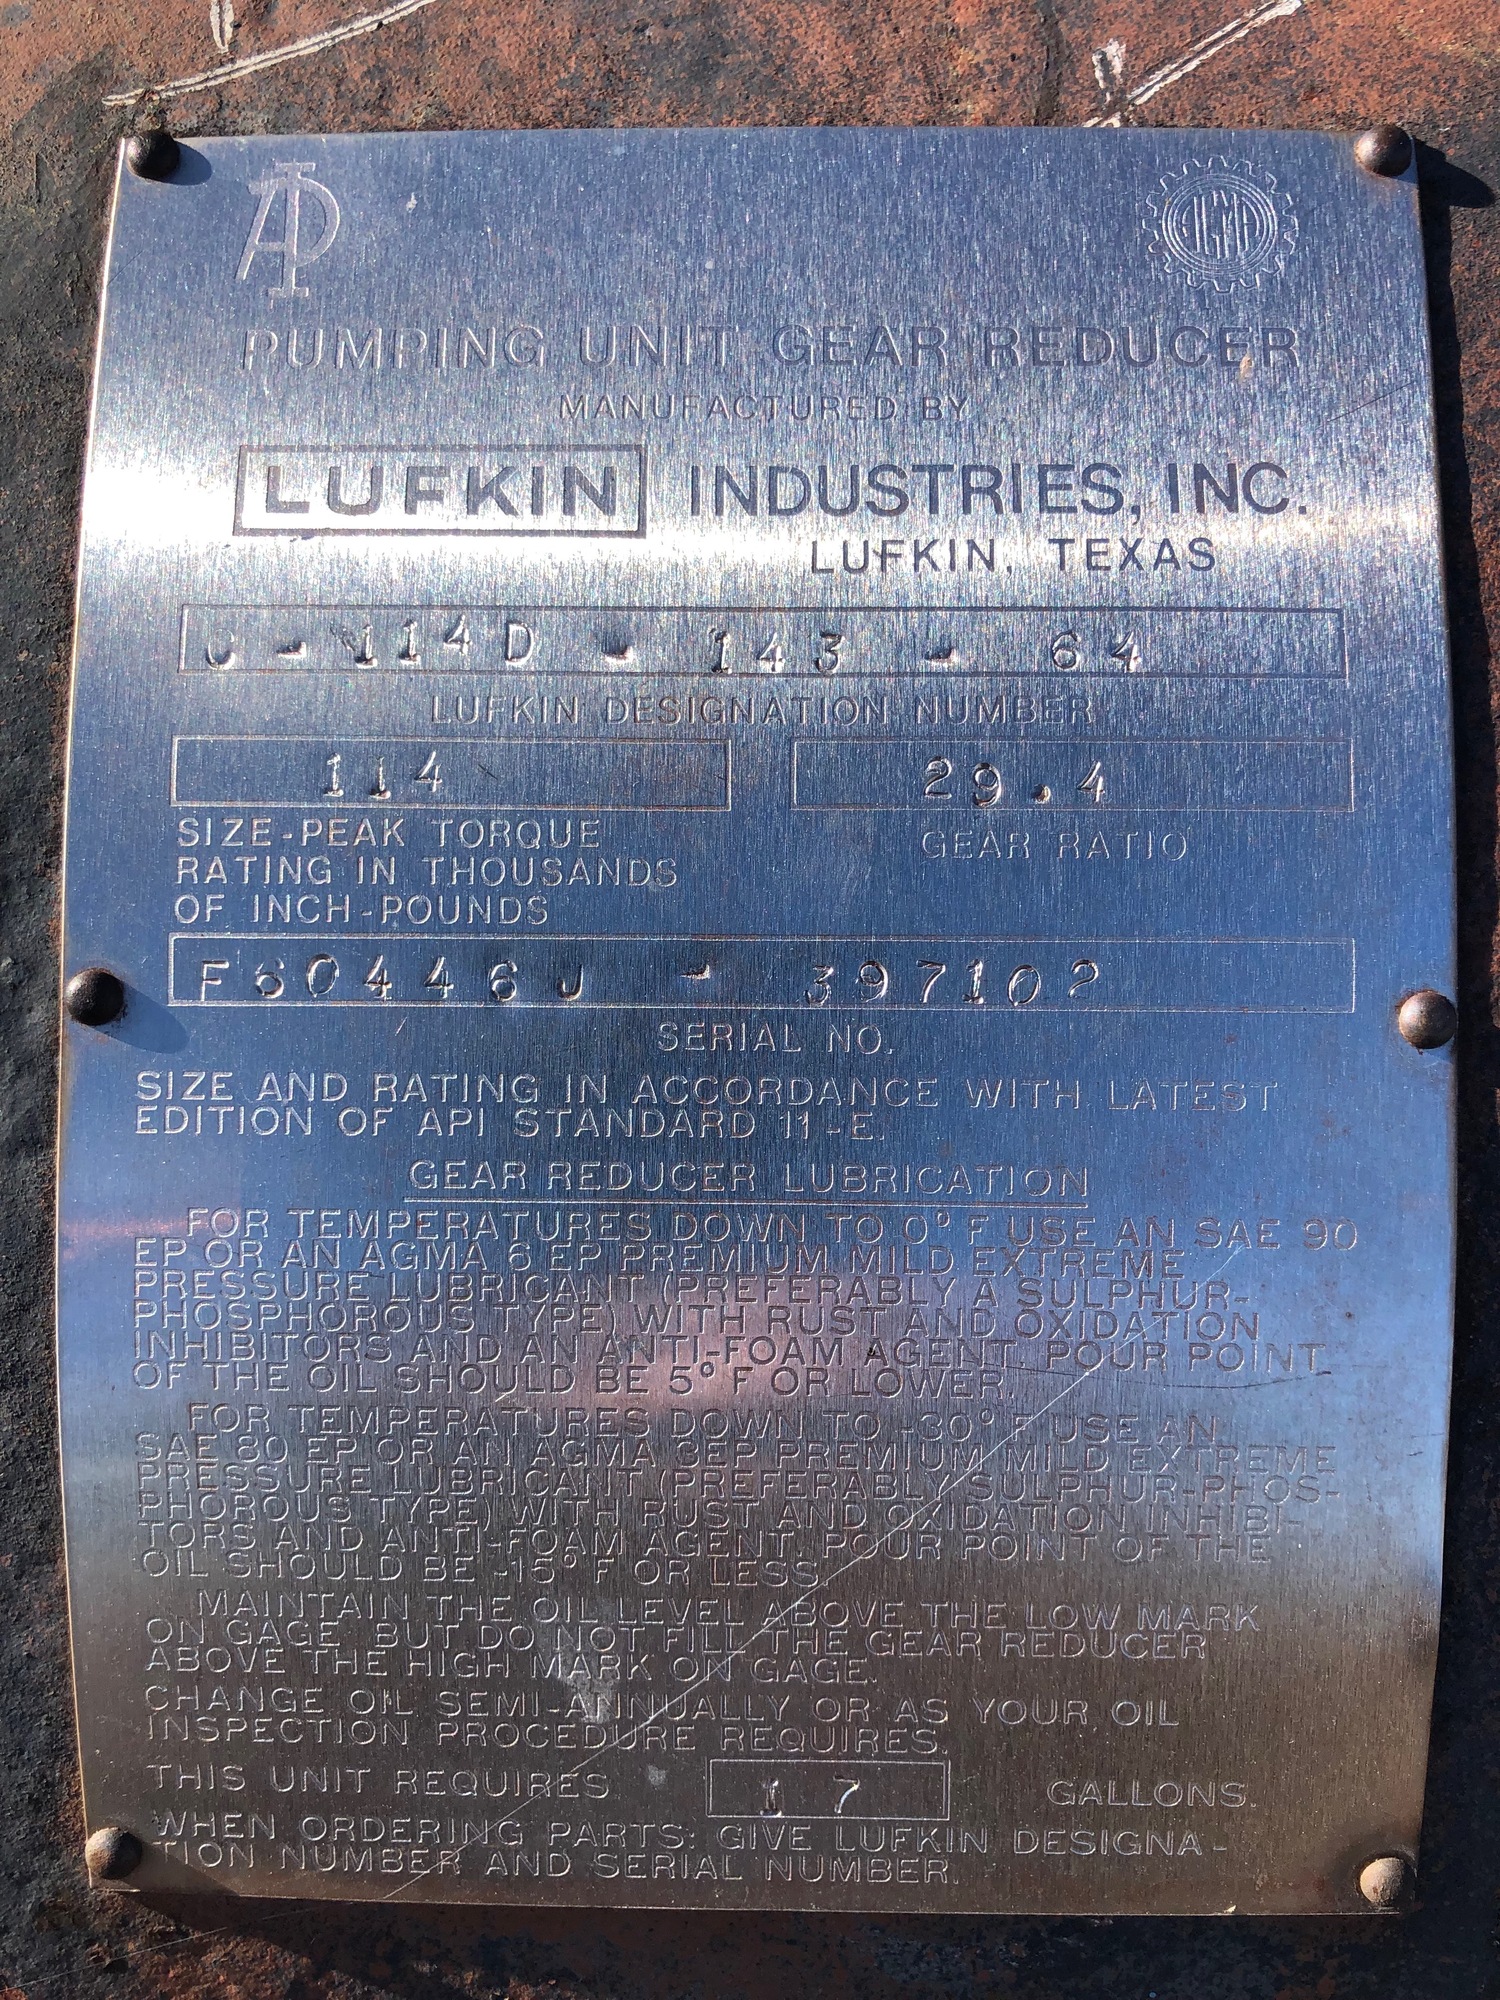 API
AGMA
PUMPING UNIT GEAR REDUCER
MANUFACTURED BY
LUFKIN INDUSTRIES, INC.
LUFKIN, TEXAS
C - 114D - 143 - 64
LUFKIN DESIGNATION NUMBER
114 29.4
SIZE-PEAK TORQUE GEAR RATIO
RATING IN THOUSANDS
OF INCH-POUNDS
F60446J - 397102
SERIAL NO.
SIZE AND RATING IN ACCORDANCE WITH LATEST
EDITION OF API STANDARD 11-E.
GEAR REDUCER LUBRICATION
FOR TEMPERATURES DOWN TO 0° F USE AN SAE 90
EP OR AN AGMA 6 EP PREMIUM MILD EXTREME
PRESSURE LUBRICANT (PREFERABLY A SULPHUR-
PHOSPHOROUS TYPE) WITH RUST AND OXIDATION
INHIBITORS AND AN ANTI-FOAM AGENT. POUR POINT
OF THE OIL SHOULD BE 5° F OR LOWER.
FOR TEMPERATURES DOWN TO -30° F USE AN
SAE 80 EP OR AN AGMA 3EP PREMIUM MILD EXTREME
PRESSURE LUBRICANT (PREFERABLY SULPHUR-PHOS-
PHOROUS TYPE) WITH RUST AND OXIDATION INHIBI-
TORS AND ANTI-FOAM AGENT. POUR POINT OF THE
OIL SHOULD BE -15° F OR LESS.
MAINTAIN THE OIL LEVEL ABOVE THE LOW MARK
ON GAGE BUT DO NOT FILL THE GEAR REDUCER
ABOVE THE HIGH MARK ON GAGE.
CHANGE OIL SEMI-ANNUALLY OR AS YOUR OIL
INSPECTION PROCEDURE REQUIRES.
THIS UNIT REQUIRES 17 GALLONS.
WHEN ORDERING PARTS: GIVE LUFKIN DESIGNA-
TION NUMBER AND SERIAL NUMBER.